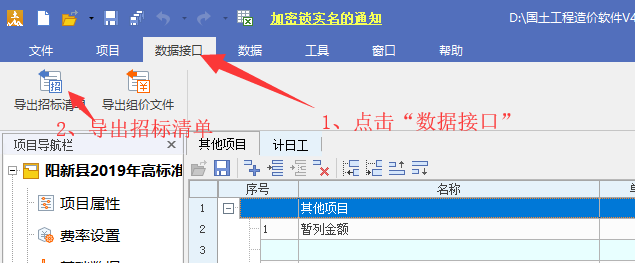 加密锁实名的通知
D:\国土工程造价软件V4
文件 项目 数据接口 数据 工具 窗口 帮助
导出招标清单 导出组价文件
1、点击“数据接口”
2、导出招标清单
项目导航栏
其他项目 计日工
阳新县2019年高标准
项目属性
费率设置
序号 名称
1 其他项目
2 1 暂列金额
3